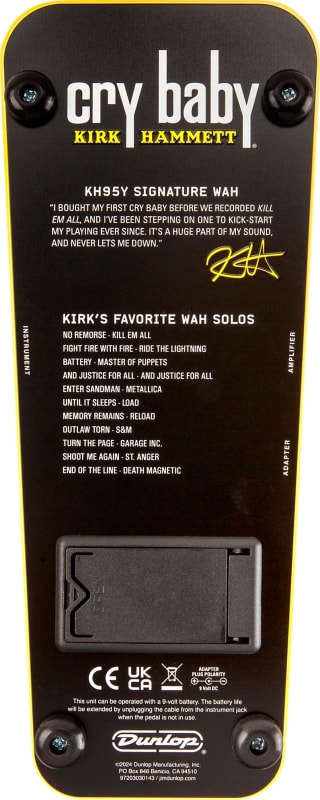 cry baby
KIRK HAMMETT
KH95Y SIGNATURE WAH
"I BOUGHT MY FIRST CRY BABY BEFORE WE RECORDED KILL
EM ALL, AND I'VE BEEN STEPPING ON ONE TO KICK-START
MY PLAYING EVER SINCE. IT'S A HUGE PART OF MY SOUND,
AND NEVER LETS ME DOWN."
KIRK'S FAVORITE WAH SOLOS
NO REMORSE - KILL EM ALL
FIGHT FIRE WITH FIRE - RIDE THE LIGHTNING
BATTERY - MASTER OF PUPPETS
AND JUSTICE FOR ALL - AND JUSTICE FOR ALL
ENTER SANDMAN - METALLICA
UNTIL IT SLEEPS - LOAD
MEMORY REMAINS - RELOAD
OUTLAW TORN - S&M
TURN THE PAGE - GARAGE INC.
SHOOT ME AGAIN - ST. ANGER
END OF THE LINE - DEATH MAGNETIC
INSTRUMENT
AMPLIFIER
ADAPTER
CE UK CA
ADAPTER
PLUG POLARITY
9 Volt DC
This unit can be operated with a 9-volt battery. The battery life
will be extended by unplugging the cable from the instrument jack
when the pedal is not in use.
Dunlop
©2024 Dunlop Manufacturing, Inc.
PO Box 846 Benicia, CA 94510
97203030143 / jimdunlop.com